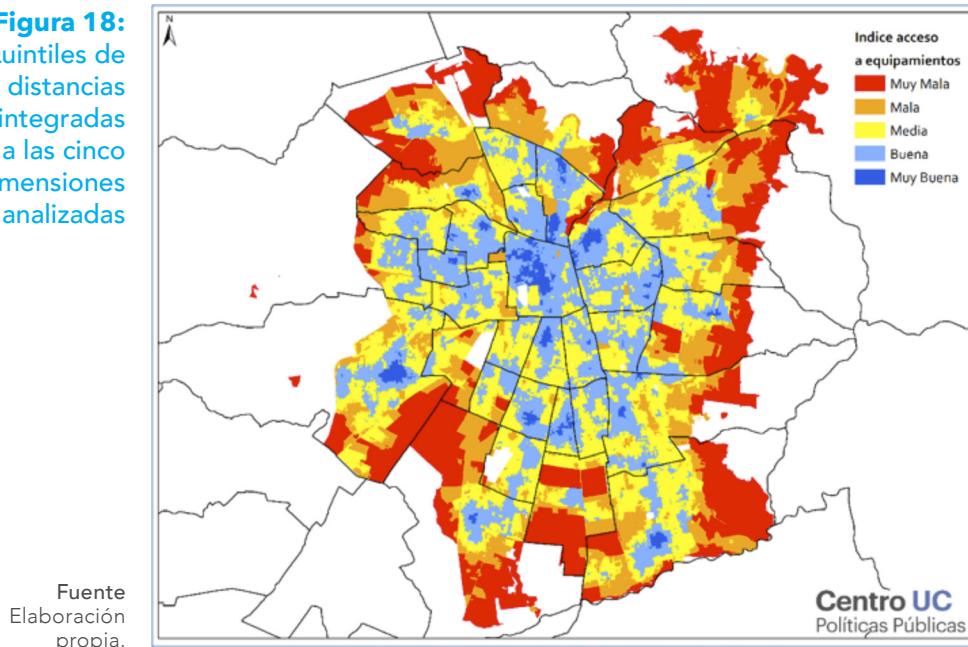 Figura 18:
uintiles de
distancias
integradas
a las cinco
mensiones
analizadas
N
Indice acceso
a equipamientos
Muy Mala
Mala
Media
Buena
Muy Buena
Fuente
Elaboración
propia.
Centro UC
Políticas Públicas